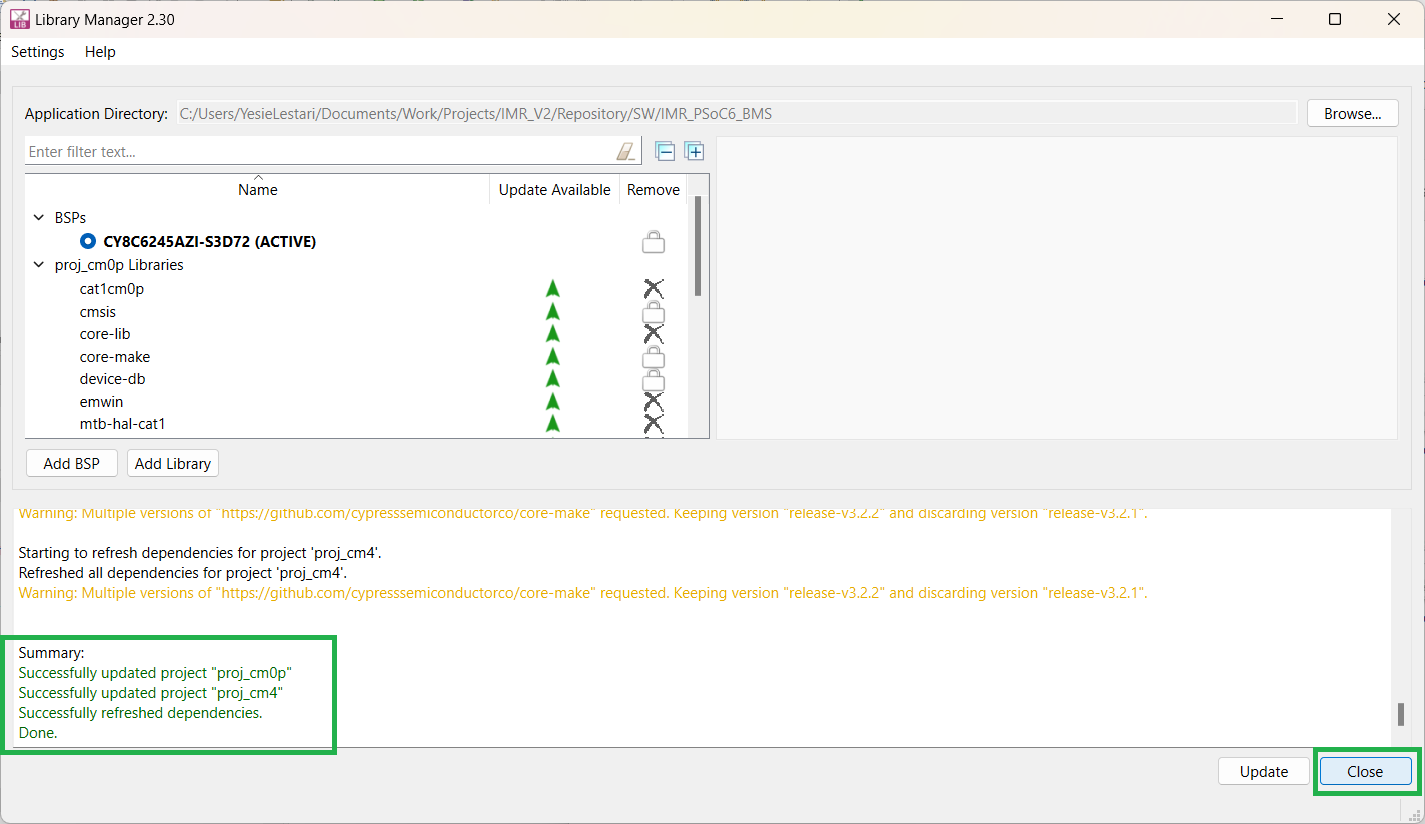 Library Manager 2.30
Settings Help
Application Directory: C:/Users/YesieLestari/Documents/Work/Projects/IMR_V2/Repository/SW/IMR_PSoC6_BMS Browse...
Enter filter text...
Name Update Available Remove
BSPs
CY8C6245AZI-S3D72 (ACTIVE)
proj_cm0p Libraries
cat1cm0p
cmsis
core-lib
core-make
device-db
emwin
mtb-hal-cat1
Add BSP Add Library
Warning: Multiple versions of "https://github.com/cypresssemiconductorco/core-make" requested. Keeping version "release-v3.2.2" and discarding version "release-v3.2.1".
Starting to refresh dependencies for project 'proj_cm4'.
Refreshed all dependencies for project 'proj_cm4'.
Warning: Multiple versions of "https://github.com/cypresssemiconductorco/core-make" requested. Keeping version "release-v3.2.2" and discarding version "release-v3.2.1".
Summary:
Successfully updated project "proj_cm0p"
Successfully updated project "proj_cm4"
Successfully refreshed dependencies.
Done.
Update Close